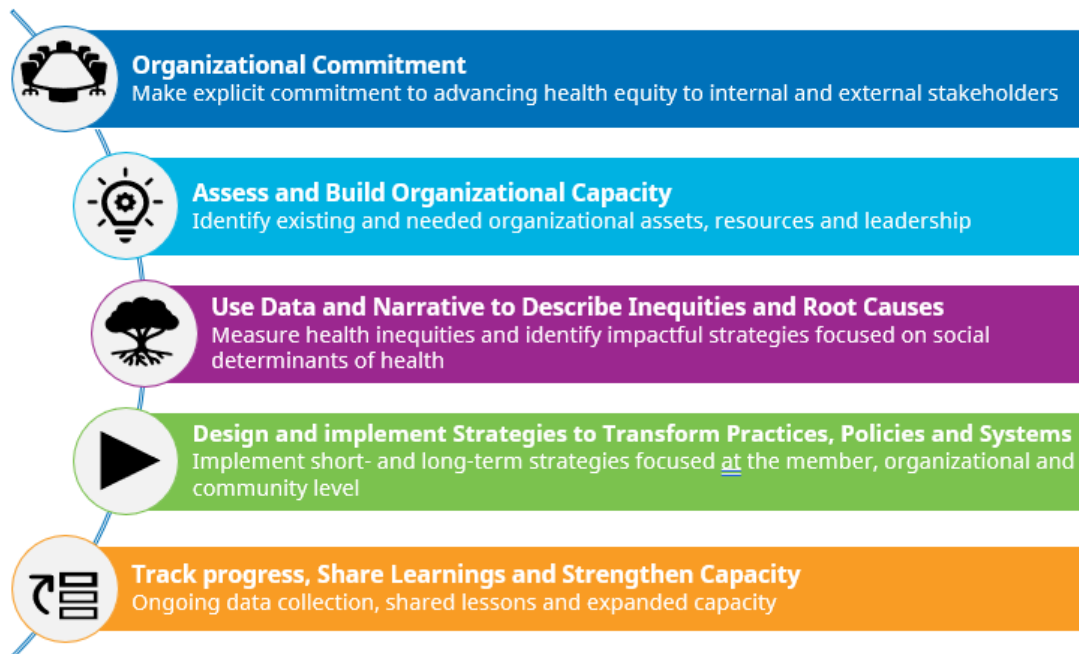 Organizational Commitment
Make explicit commitment to advancing health equity to internal and external stakeholders
Assess and Build Organizational Capacity
Identify existing and needed organizational assets, resources and leadership
Use Data and Narrative to Describe Inequities and Root Causes
Measure health inequities and identify impactful strategies focused on social
determinants of health
Design and implement Strategies to Transform Practices, Policies and Systems
Implement short- and long-term strategies focused at the member, organizational and
community level
Track progress, Share Learnings and Strengthen Capacity
Ongoing data collection, shared lessons and expanded capacity